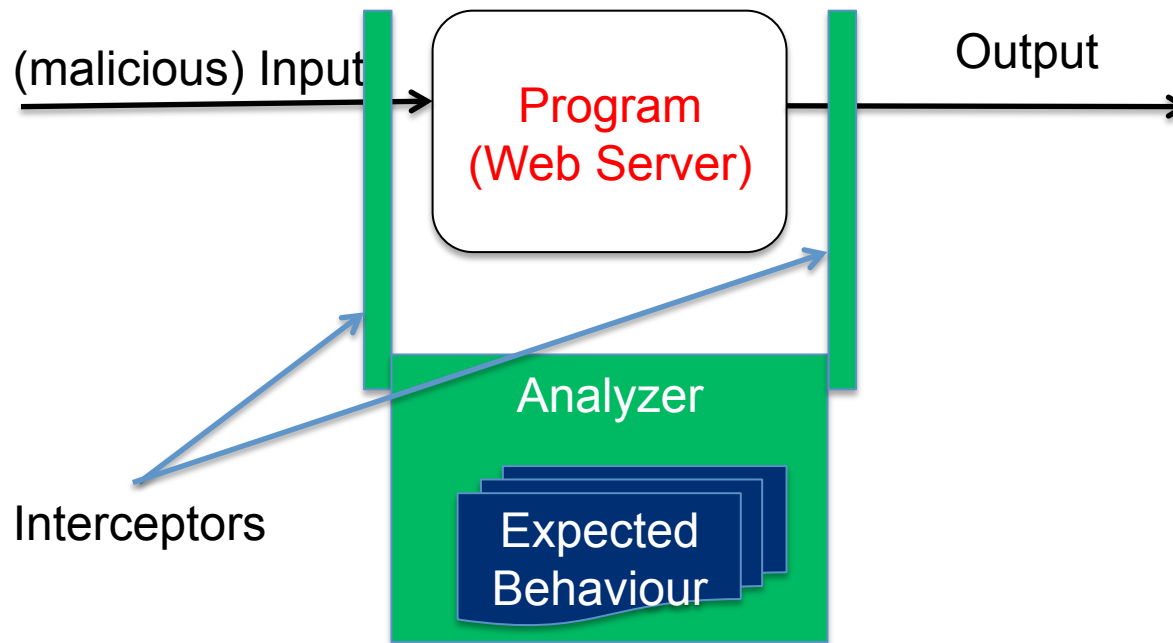 (malicious) Input
Output
Program
(Web Server)
Analyzer
Interceptors
Expected
Behaviour